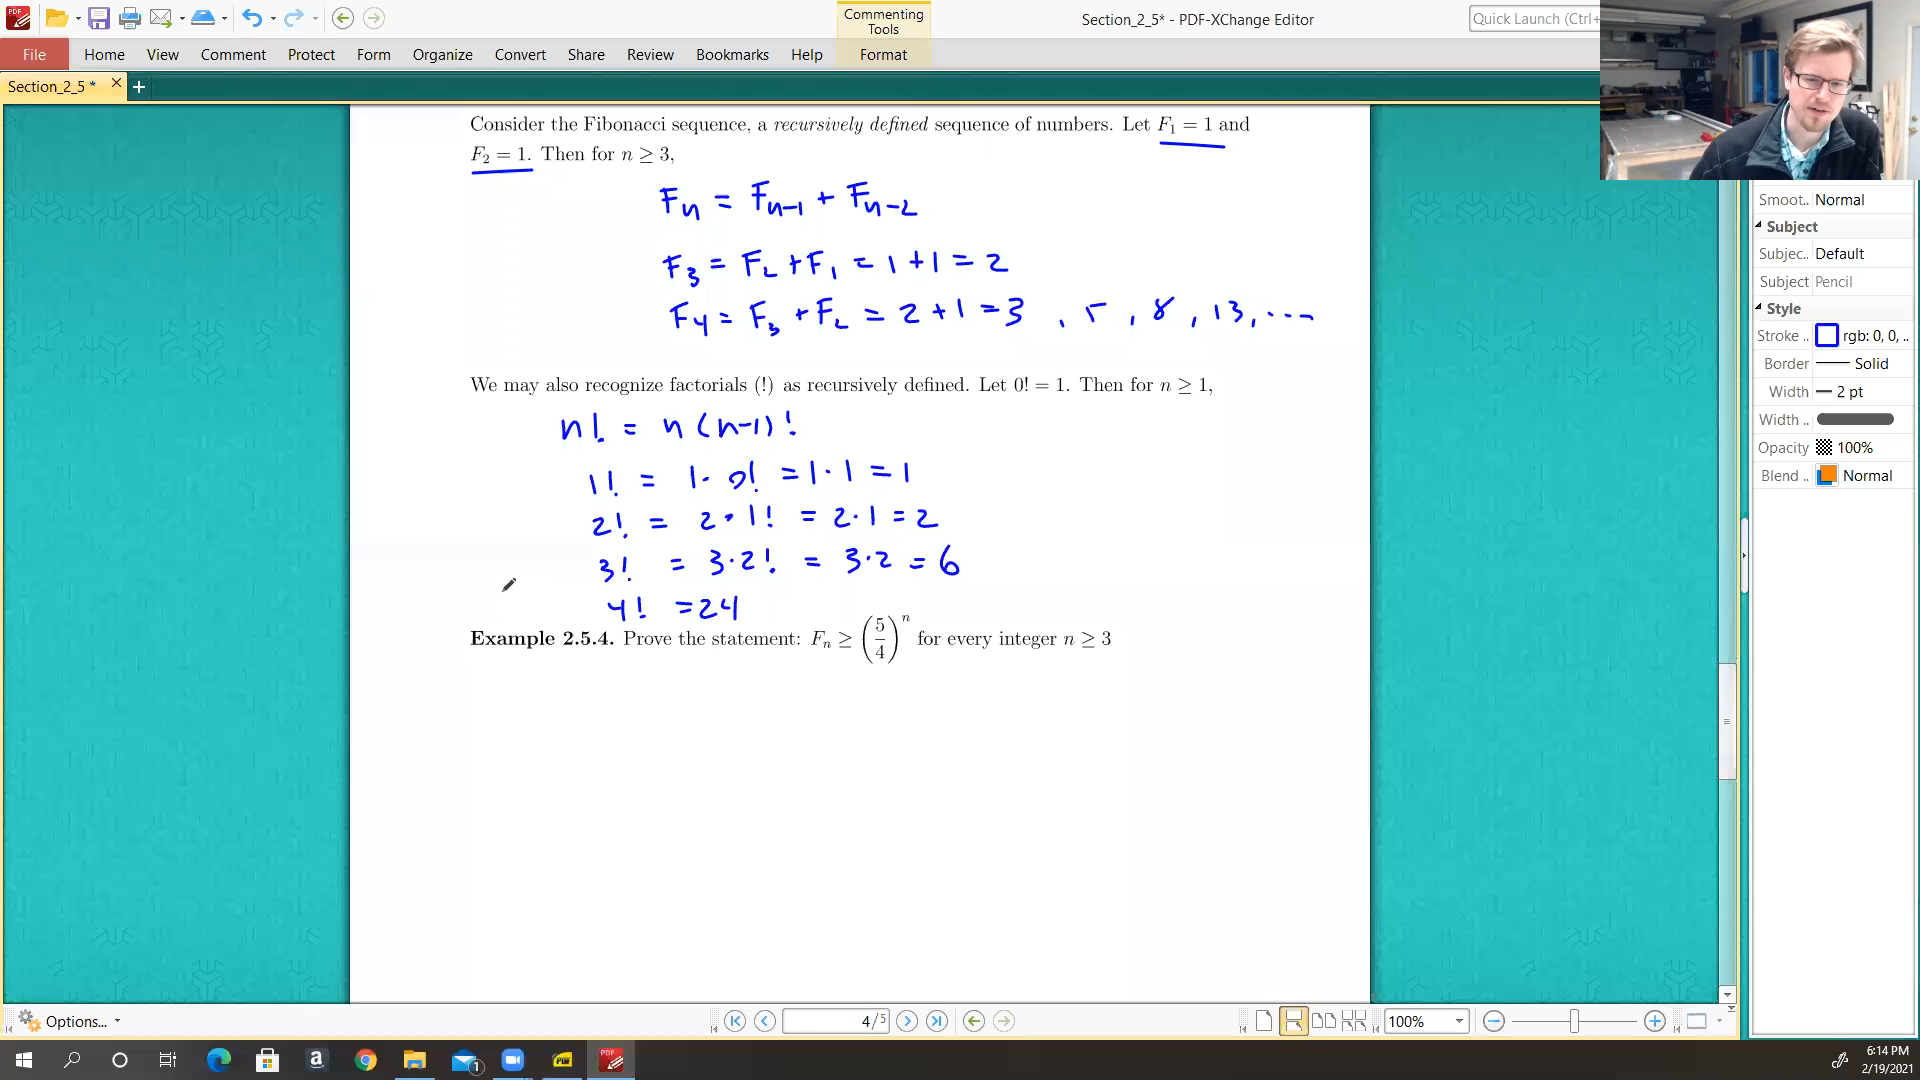 Commenting
Tools
Section_2_5* - PDF-XChange Editor
Quick Launch (Ctrl+
File Home View Comment Protect Form Organize Convert Share Review Bookmarks Help Format
Section_2_5 *
Consider the Fibonacci sequence, a recursively defined sequence of numbers. Let F₁ = 1 and
F₂ = 1. Then for n ≥ 3,
Fn = Fn-1 + Fn-2
F3 = F2 + F1 = 1 + 1 = 2
F4 = F3 + F2 = 2 + 1 = 3 , 5 , 8 , 13, ...
We may also recognize factorials (!) as recursively defined. Let 0! = 1. Then for n ≥ 1,
n! = n (n-1)!
1! = 1 · 0! = 1 · 1 = 1
2! = 2 · 1! = 2 · 1 = 2
3! = 3 · 2! = 3 · 2 = 6
4! = 24
Example 2.5.4. Prove the statement: Fn ≥ (5/4)^n for every integer n ≥ 3
Smoot.. Normal
Subject
Subjec.. Default
Subject Pencil
Style
Stroke .. rgb: 0, 0, ..
Border Solid
Width 2 pt
Width ..
Opacity 100%
Blend .. Normal
Options...
4/5
100%
6:14 PM
2/19/2021